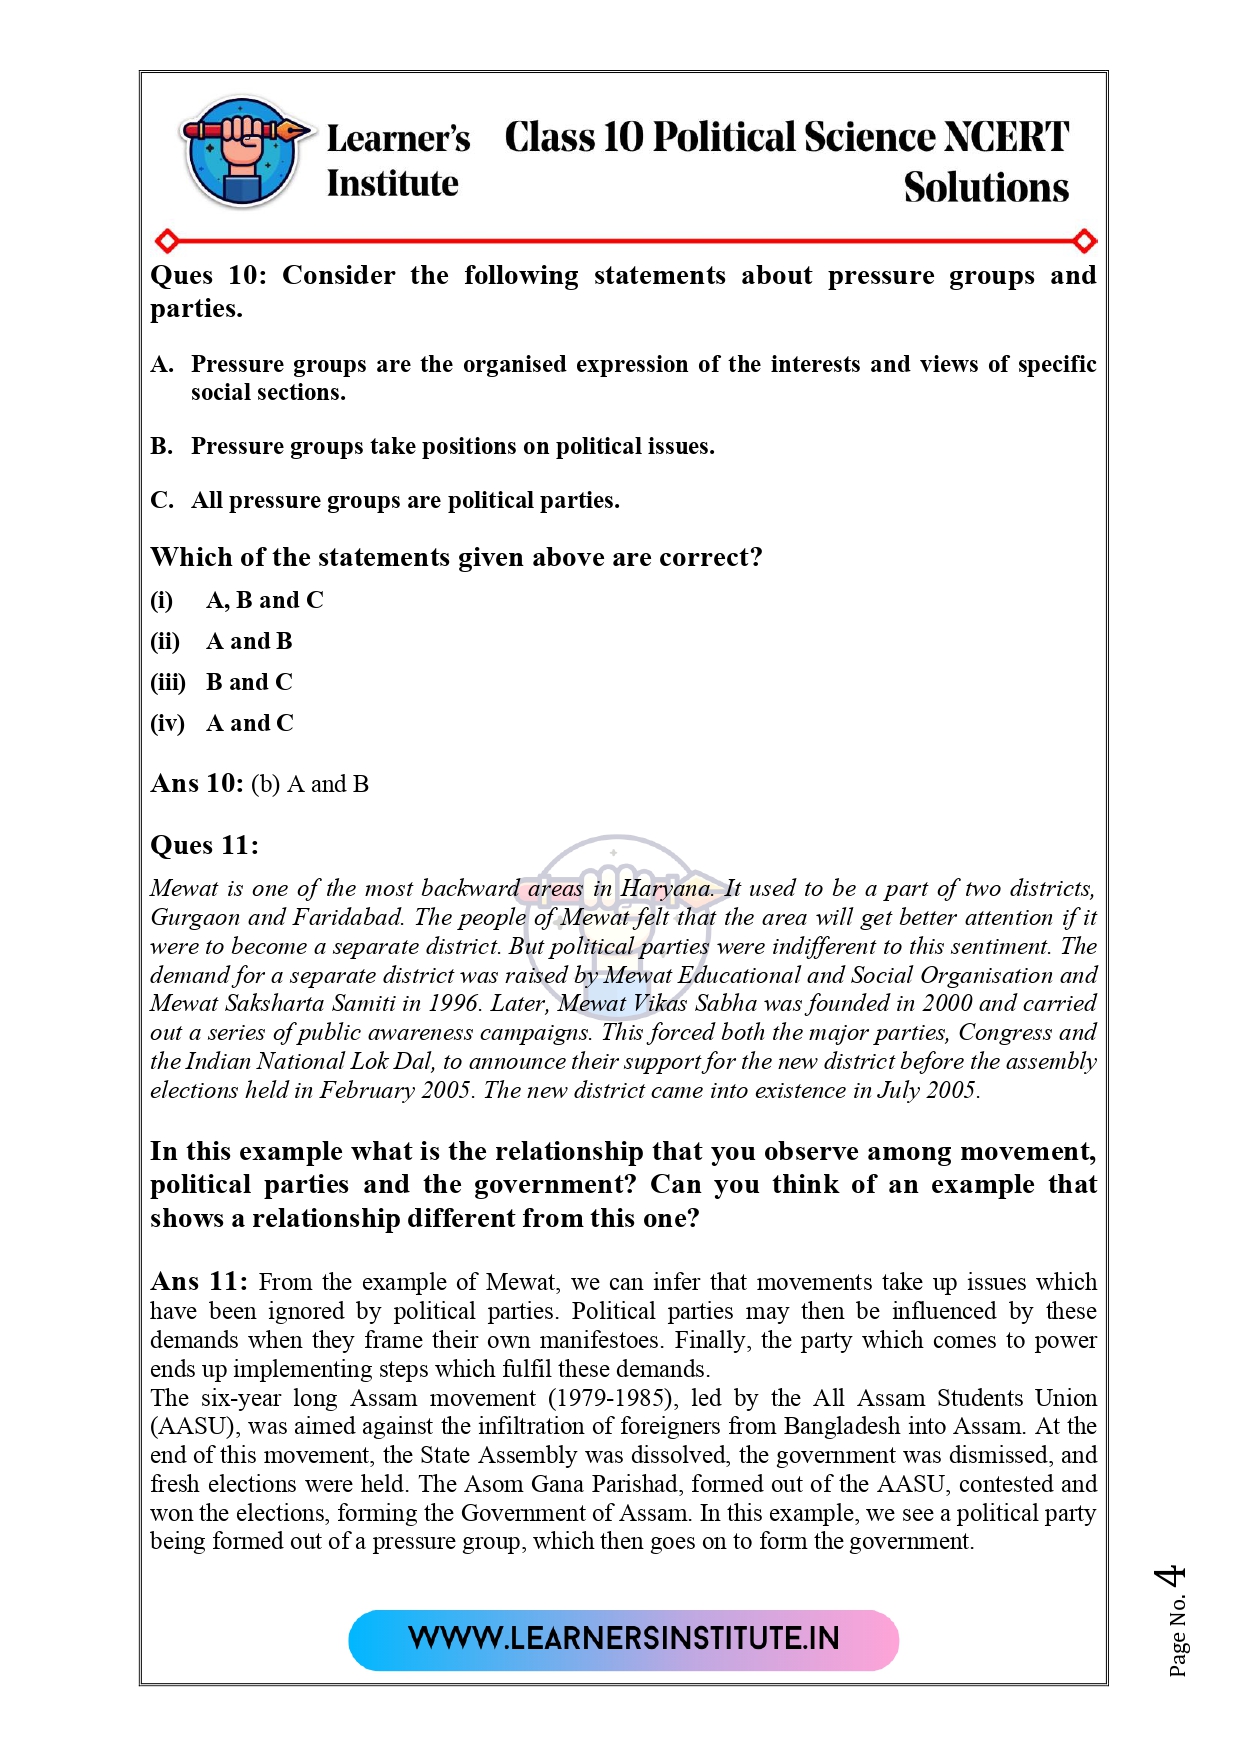 Learner's Class 10 Political Science NCERT
Institute Solutions
Ques 10: Consider the following statements about pressure groups and
parties.
A. Pressure groups are the organised expression of the interests and views of specific
social sections.
B. Pressure groups take positions on political issues.
C. All pressure groups are political parties.
Which of the statements given above are correct?
(i) A, B and C
(ii) A and B
(iii) B and C
(iv) A and C
Ans 10: (b) A and B
Ques 11:
Mewat is one of the most backward areas in Haryana. It used to be a part of two districts,
Gurgaon and Faridabad. The people of Mewat felt that the area will get better attention if it
were to become a separate district. But political parties were indifferent to this sentiment. The
demand for a separate district was raised by Mewat Educational and Social Organisation and
Mewat Saksharta Samiti in 1996. Later, Mewat Vikas Sabha was founded in 2000 and carried
out a series of public awareness campaigns. This forced both the major parties, Congress and
the Indian National Lok Dal, to announce their support for the new district before the assembly
elections held in February 2005. The new district came into existence in July 2005.
In this example what is the relationship that you observe among movement,
political parties and the government? Can you think of an example that
shows a relationship different from this one?
Ans 11: From the example of Mewat, we can infer that movements take up issues which
have been ignored by political parties. Political parties may then be influenced by these
demands when they frame their own manifestoes. Finally, the party which comes to power
ends up implementing steps which fulfil these demands.
The six-year long Assam movement (1979-1985), led by the All Assam Students Union
(AASU), was aimed against the infiltration of foreigners from Bangladesh into Assam. At the
end of this movement, the State Assembly was dissolved, the government was dismissed, and
fresh elections were held. The Asom Gana Parishad, formed out of the AASU, contested and
won the elections, forming the Government of Assam. In this example, we see a political party
being formed out of a pressure group, which then goes on to form the government.
WWW.LEARNERSINSTITUTE.IN
Page No. 4